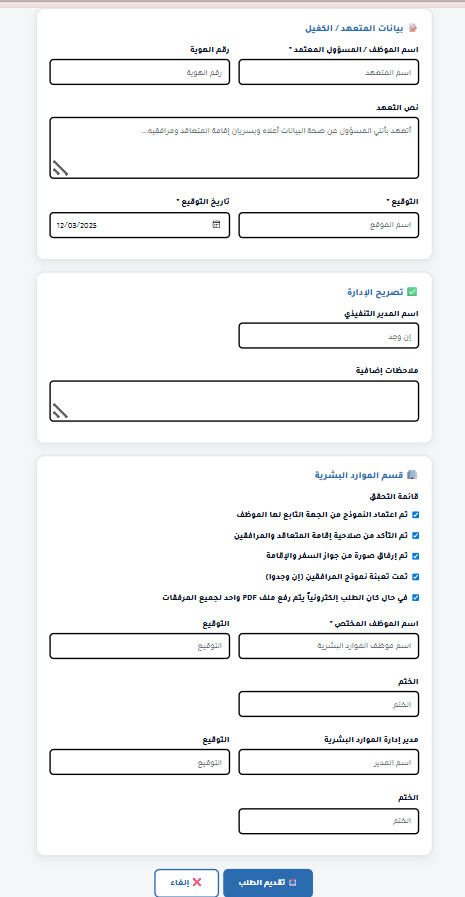 بيانات المتعهد / الكفيل
اسم الموظف / المسؤول المعتمد *
رقم الهوية
اسم المتعهد
رقم الهوية
نص التعهد
أتعهد بأنني المسؤول عن صحة البيانات أعلاه وبسريان إقامة المتعاقد ومرافقيه...
التوقيع *
تاريخ التوقيع *
اسم الموقع
12/03/2025
تصريح الإدارة
اسم المدير التنفيذي
إن وجد
ملاحظات إضافية
قسم الموارد البشرية
قائمة التحقق
تم اعتماد النموذج من الجهة التابع لها الموظف
تم التأكد من صلاحية إقامة المتعاقد والمرافقين
تم إرفاق صورة من جواز السفر والإقامة
تمت تعبئة نموذج المرافقين (إن وجدوا)
في حال كان الطلب إلكترونياً يتم رفع ملف PDF واحد لجميع المرفقات
اسم الموظف المختص *
التوقيع
اسم موظف الموارد البشرية
التوقيع
الختم
الختم
مدير إدارة الموارد البشرية
التوقيع
اسم المدير
التوقيع
الختم
الختم
تقديم الطلب
إلغاء